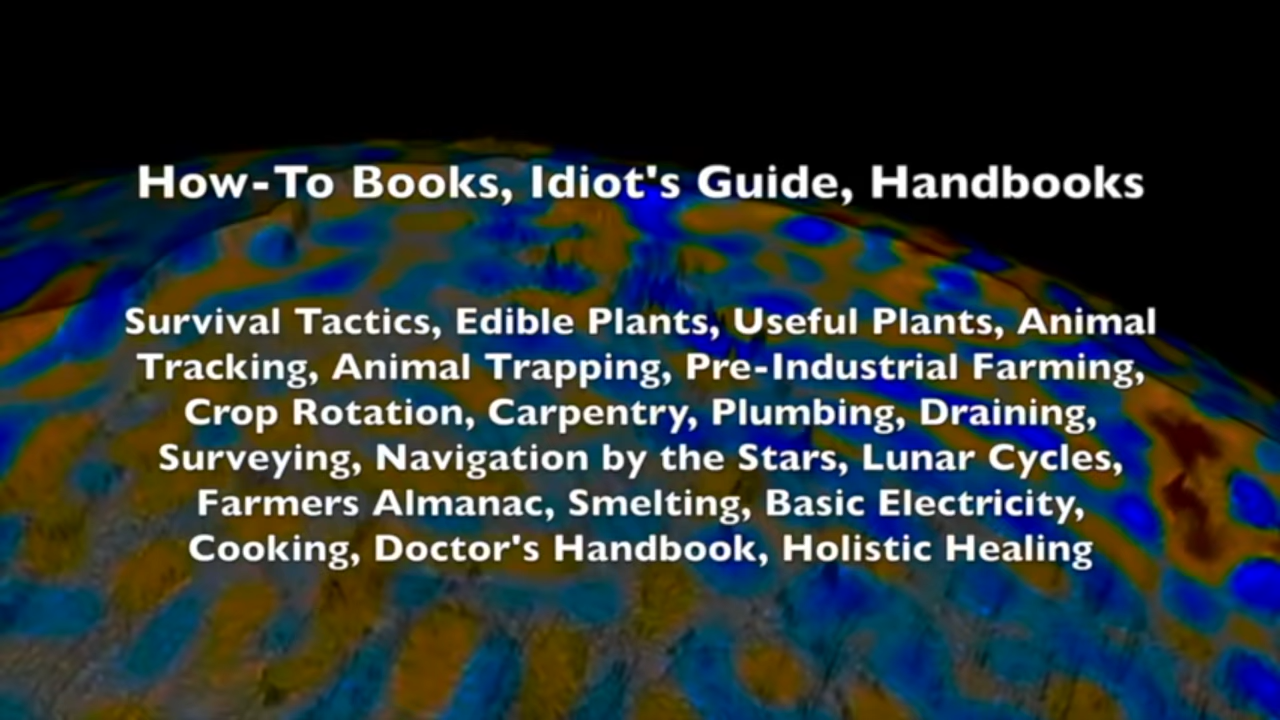 How-To Books, Idiot's Guide, Handbooks
Survival Tactics, Edible Plants, Useful Plants, Animal
Tracking, Animal Trapping, Pre-Industrial Farming,
Crop Rotation, Carpentry, Plumbing, Draining,
Surveying, Navigation by the Stars, Lunar Cycles,
Farmers Almanac, Smelting, Basic Electricity,
Cooking, Doctor's Handbook, Holistic Healing